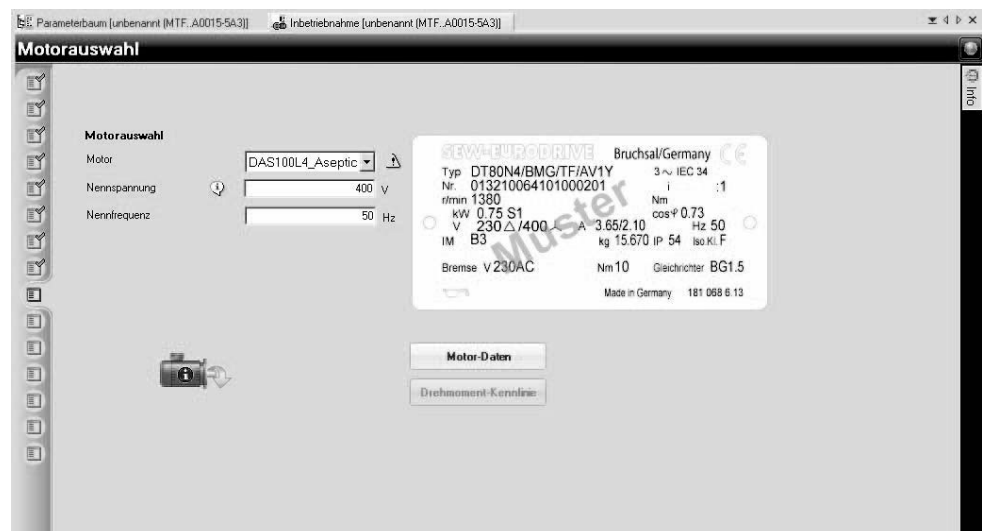 Parameterbaum [unbenannt (MTF..A0015-5A3)] Inbetriebnahme [unbenannt (MTF..A0015-5A3)]
Motorauswahl
Info
Motorauswahl
Motor DAS100L4_Aseptic
Nennspannung 400 V
Nennfrequenz 50 Hz
SEW-EURODRIVE Bruchsal/Germany CE
Typ DT80N4/BMG/TF/AV1Y 3~ IEC 34
Nr. 013210064101000201 i :1
r/min 1380 Nm
kW 0.75 S1 cosφ 0.73
V 230△/400 A 3.65/2.10 Hz 50
IM B3 kg 15.670 IP 54 Iso.Kl. F
Bremse V 230AC Nm 10 Gleichrichter BG1.5
Made in Germany 181 068 6.13
Muster
Motor-Daten
Drehmoment-Kennlinie